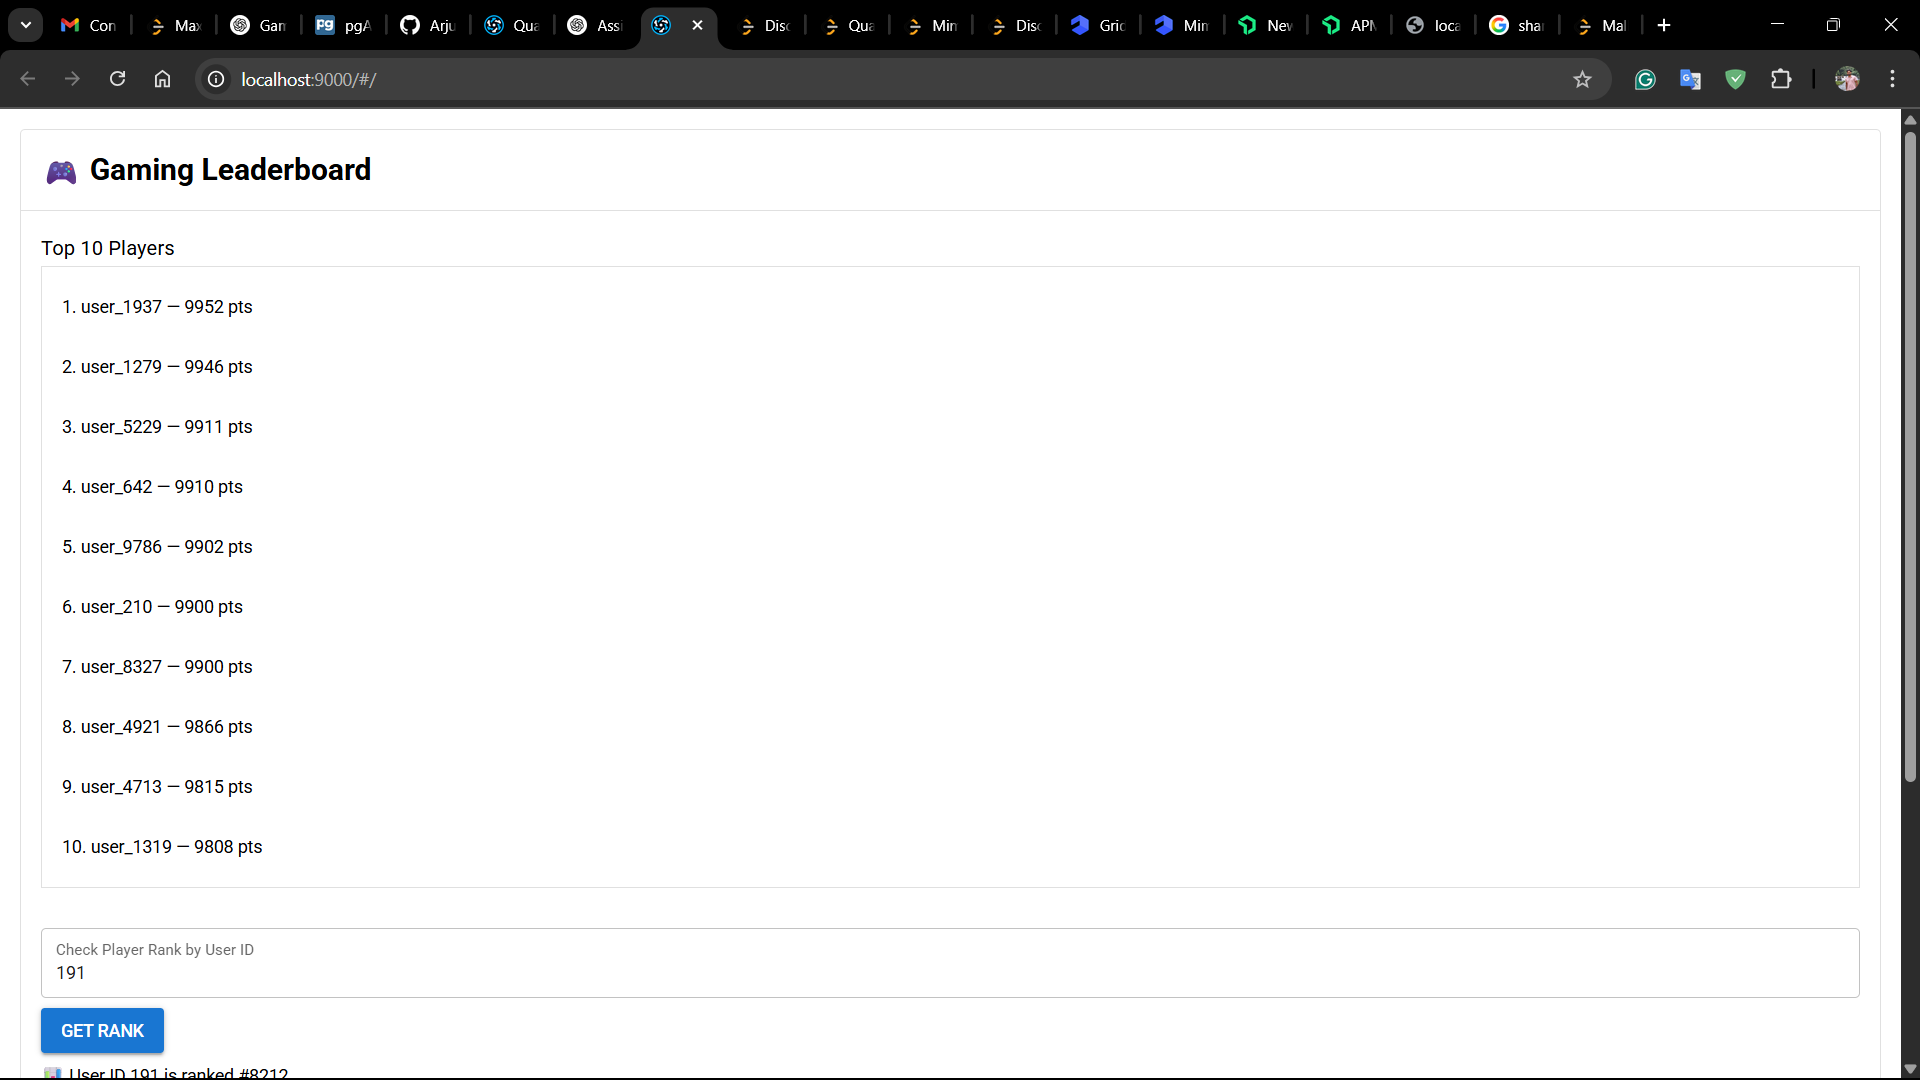 Con
Max
Gam
pgA
Arju
Qua
Assi
Disc
Qua
Min
Disc
Gric
Min
New
API
loca
shar
Mal
localhost:9000/#/
🎮 Gaming Leaderboard
Top 10 Players
1. user_1937 — 9952 pts
2. user_1279 — 9946 pts
3. user_5229 — 9911 pts
4. user_642 — 9910 pts
5. user_9786 — 9902 pts
6. user_210 — 9900 pts
7. user_8327 — 9900 pts
8. user_4921 — 9866 pts
9. user_4713 — 9815 pts
10. user_1319 — 9808 pts
Check Player Rank by User ID
191
GET RANK
📊 User ID 191 is ranked #8212